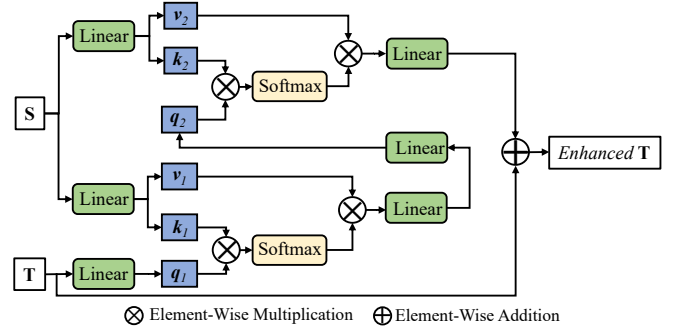 Linear
v2
k2
Softmax
Linear
S
q2
Linear
Enhanced T
Linear
v1
k1
Softmax
Linear
T
Linear
q1
Element-Wise Multiplication
Element-Wise Addition